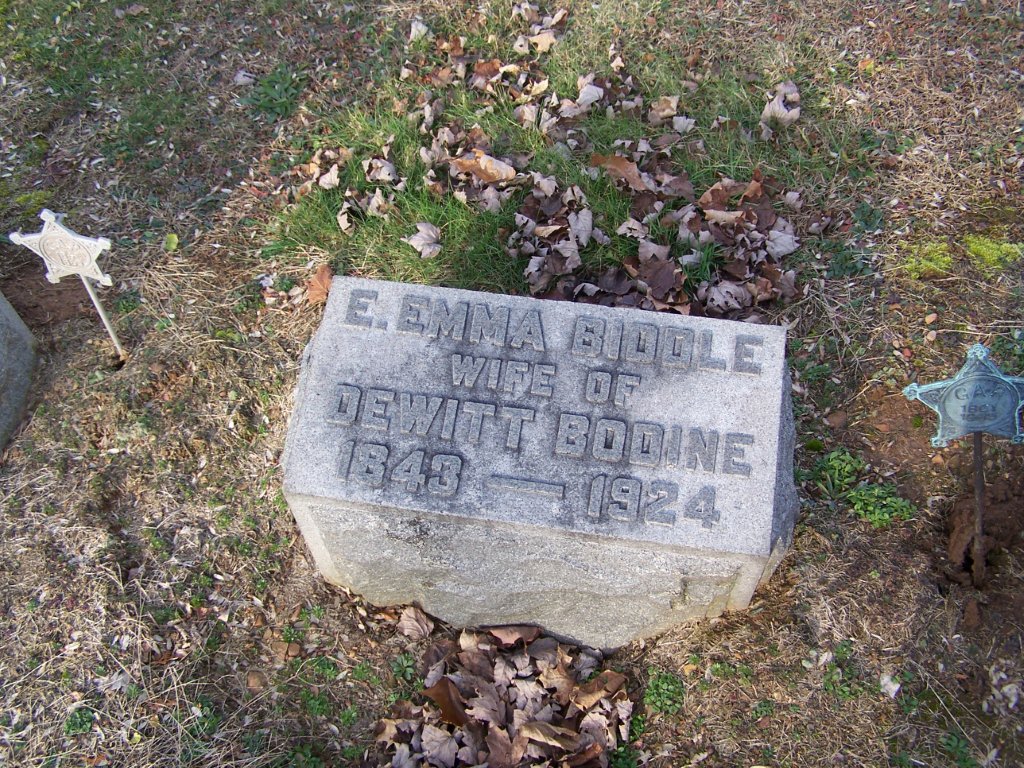 E. EMMA BIDDLE
WIFE OF
DEWITT BODINE
1843 — 1924